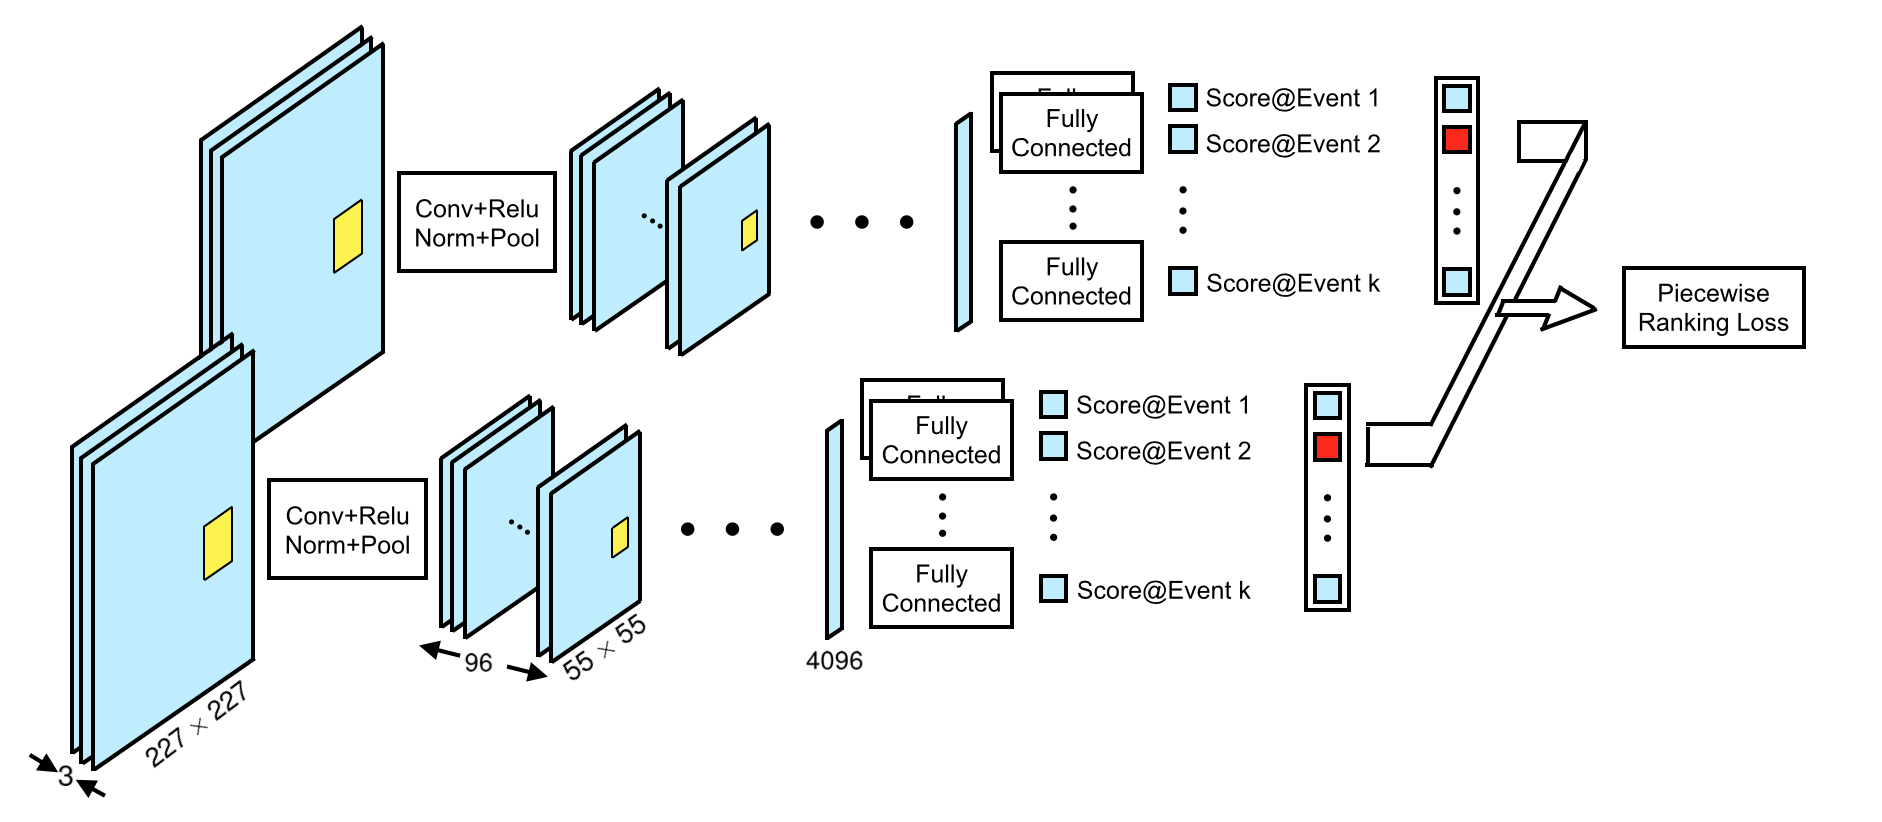 Conv+Relu
Norm+Pool
Fully
Connected
Fully
Connected
Score@Event 1
Score@Event 2
Score@Event k
Piecewise
Ranking Loss
Conv+Relu
Norm+Pool
Fully
Connected
Fully
Connected
Score@Event 1
Score@Event 2
Score@Event k
96
55 × 55
4096
227 × 227
3